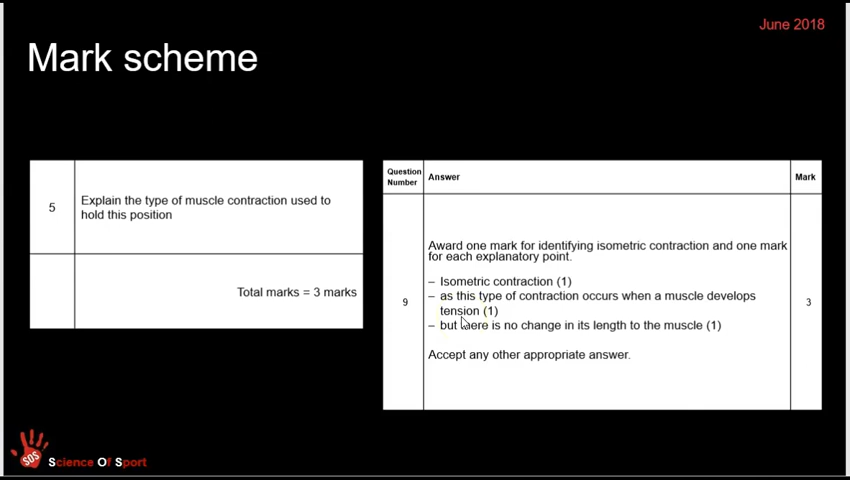 June 2018
Mark scheme
5
Explain the type of muscle contraction used to
hold this position
Total marks = 3 marks
Question
Number
Answer
Mark
Award one mark for identifying isometric contraction and one mark
for each explanatory point.
– Isometric contraction (1)
– as this type of contraction occurs when a muscle develops
tension (1)
– but there is no change in its length to the muscle (1)
Accept any other appropriate answer.
9
3
SOS
Science Of Sport